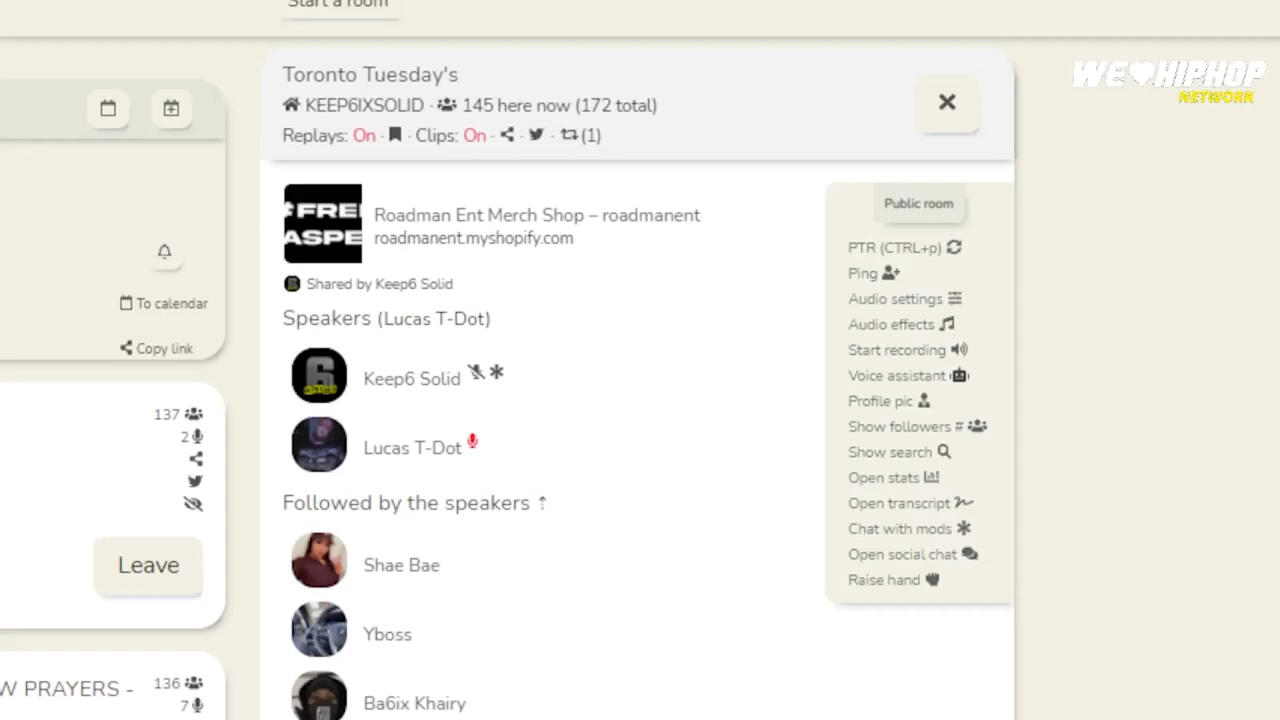 Start a room
WE HIPHOP
NETWORK
Toronto Tuesday's
KEEP6IXSOLID · 145 here now (172 total)
Replays: On · · Clips: On · · · (1)
#FREE
ASPE
Roadman Ent Merch Shop – roadmanent
roadmanent.myshopify.com
Shared by Keep6 Solid
Speakers (Lucas T-Dot)
Keep6 Solid
Lucas T-Dot
Followed by the speakers ⇡
Shae Bae
Yboss
Ba6ix Khairy
Public room
PTR (CTRL+p)
Ping
Audio settings
Audio effects
Start recording
Voice assistant
Profile pic
Show followers #
Show search
Open stats
Open transcript
Chat with mods
Open social chat
Raise hand
To calendar
Copy link
137
2
Leave
W PRAYERS -
136
7